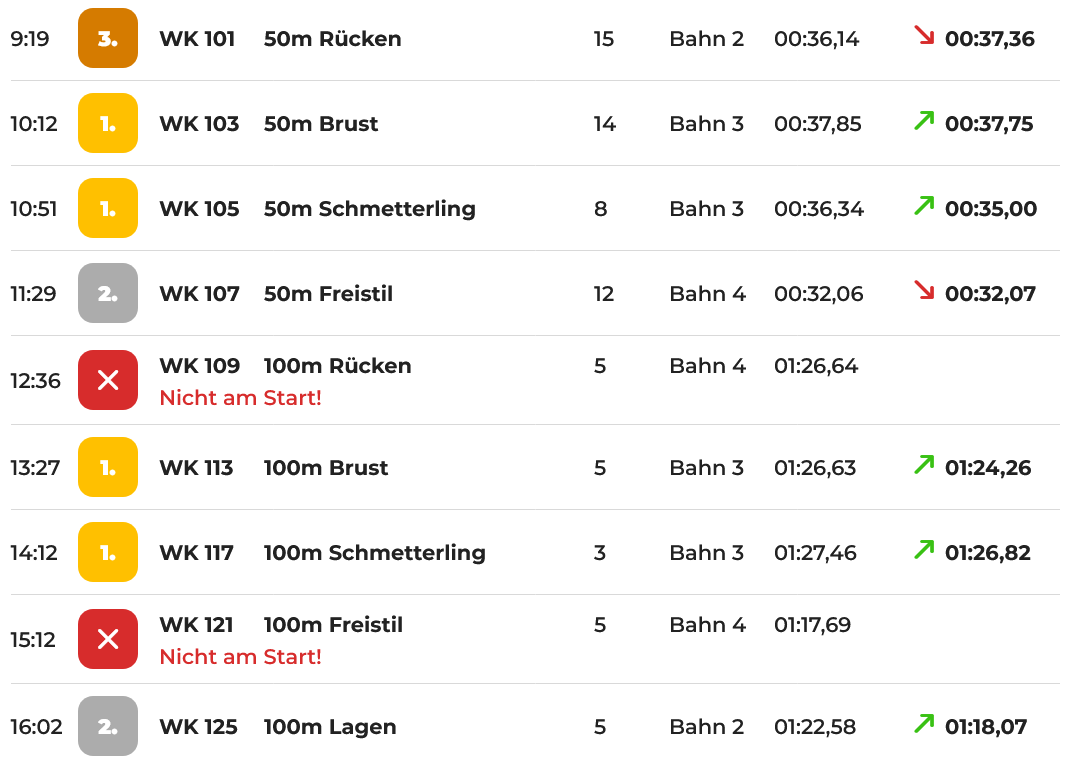 9:19 3. WK 101 50m Rücken 15 Bahn 2 00:36,14 00:37,36
10:12 1. WK 103 50m Brust 14 Bahn 3 00:37,85 00:37,75
10:51 1. WK 105 50m Schmetterling 8 Bahn 3 00:36,34 00:35,00
11:29 2. WK 107 50m Freistil 12 Bahn 4 00:32,06 00:32,07
12:36 WK 109 100m Rücken 5 Bahn 4 01:26,64
Nicht am Start!
13:27 1. WK 113 100m Brust 5 Bahn 3 01:26,63 01:24,26
14:12 1. WK 117 100m Schmetterling 3 Bahn 3 01:27,46 01:26,82
15:12 WK 121 100m Freistil 5 Bahn 4 01:17,69
Nicht am Start!
16:02 2. WK 125 100m Lagen 5 Bahn 2 01:22,58 01:18,07